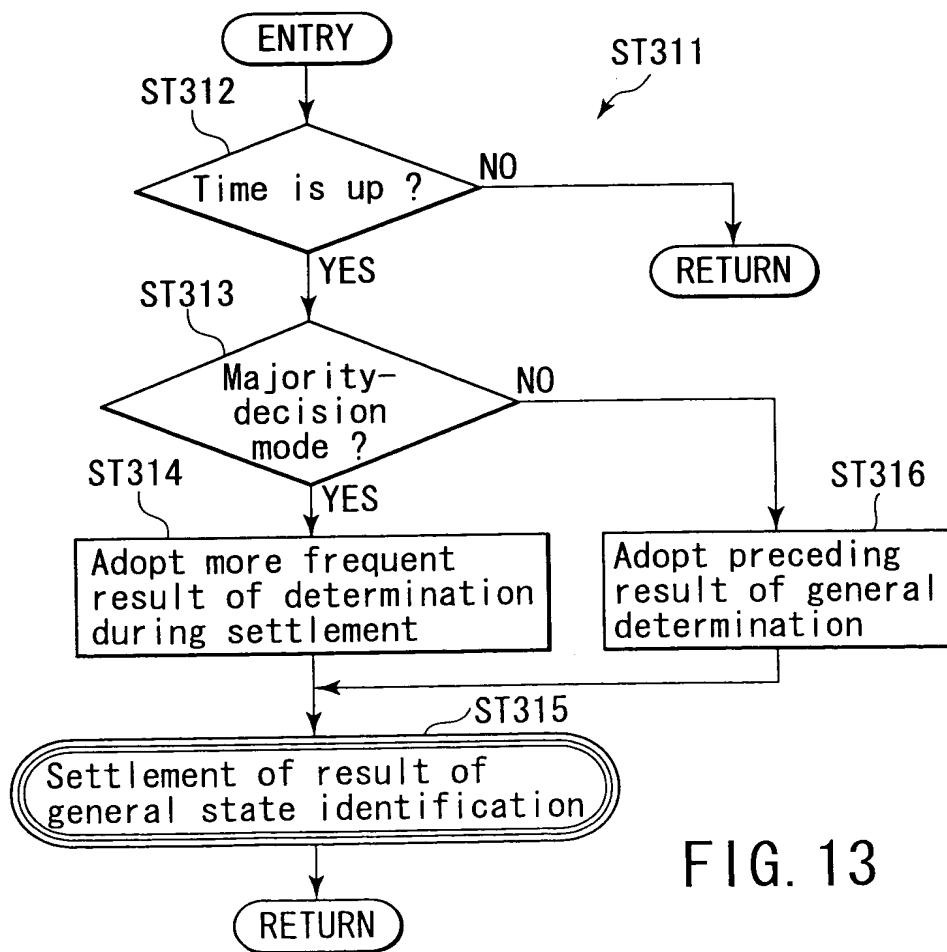 ENTRY
ST311
ST312
Time is up ?
NO
YES
RETURN
ST313
Majority-
decision
mode ?
NO
YES
ST314
Adopt more frequent
result of determination
during settlement
ST316
Adopt preceding
result of general
determination
ST315
Settlement of result of
general state identification
RETURN
FIG. 13